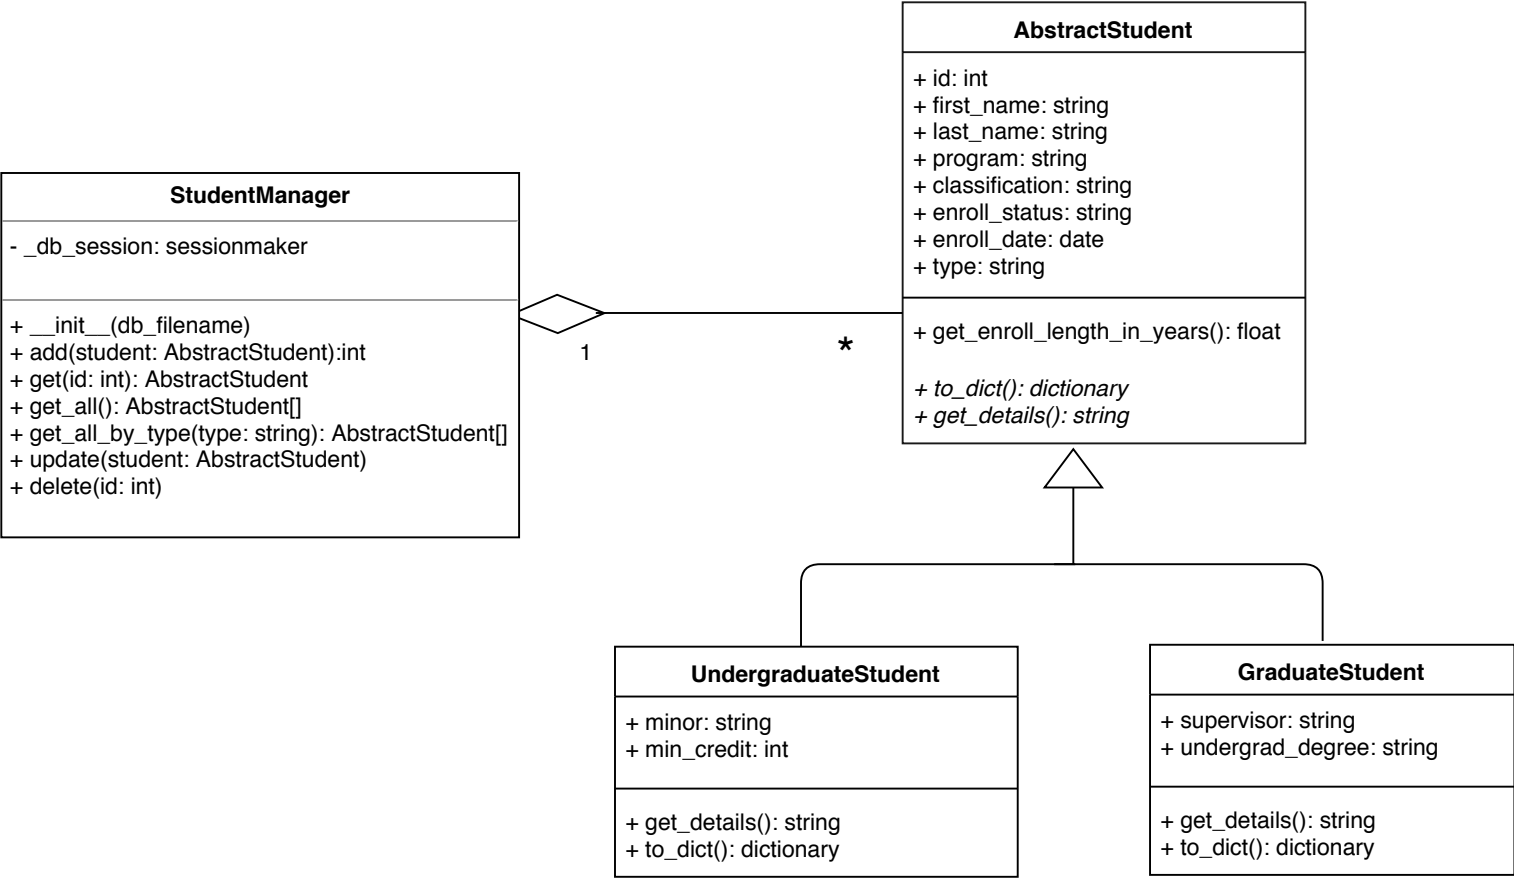 AbstractStudent
+ id: int
+ first_name: string
+ last_name: string
+ program: string
+ classification: string
+ enroll_status: string
+ enroll_date: date
+ type: string
+ get_enroll_length_in_years(): float
+ to_dict(): dictionary
+ get_details(): string
StudentManager
- _db_session: sessionmaker
+ __init__(db_filename)
+ add(student: AbstractStudent):int
+ get(id: int): AbstractStudent
+ get_all(): AbstractStudent[]
+ get_all_by_type(type: string): AbstractStudent[]
+ update(student: AbstractStudent)
+ delete(id: int)
1
*
UndergraduateStudent
+ minor: string
+ min_credit: int
+ get_details(): string
+ to_dict(): dictionary
GraduateStudent
+ supervisor: string
+ undergrad_degree: string
+ get_details(): string
+ to_dict(): dictionary